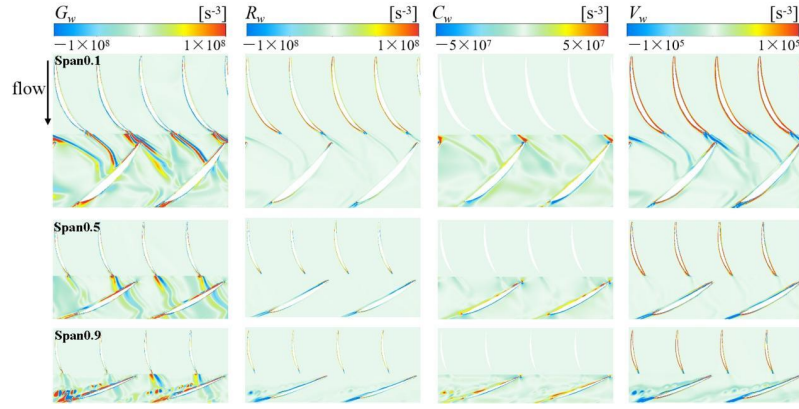 G_w [s⁻³] R_w [s⁻³] C_w [s⁻³] V_w [s⁻³]
−1×10⁸ 1×10⁸ −1×10⁸ 1×10⁸ −5×10⁷ 5×10⁷ −1×10⁵ 1×10⁵
Span0.1
flow
Span0.5
Span0.9